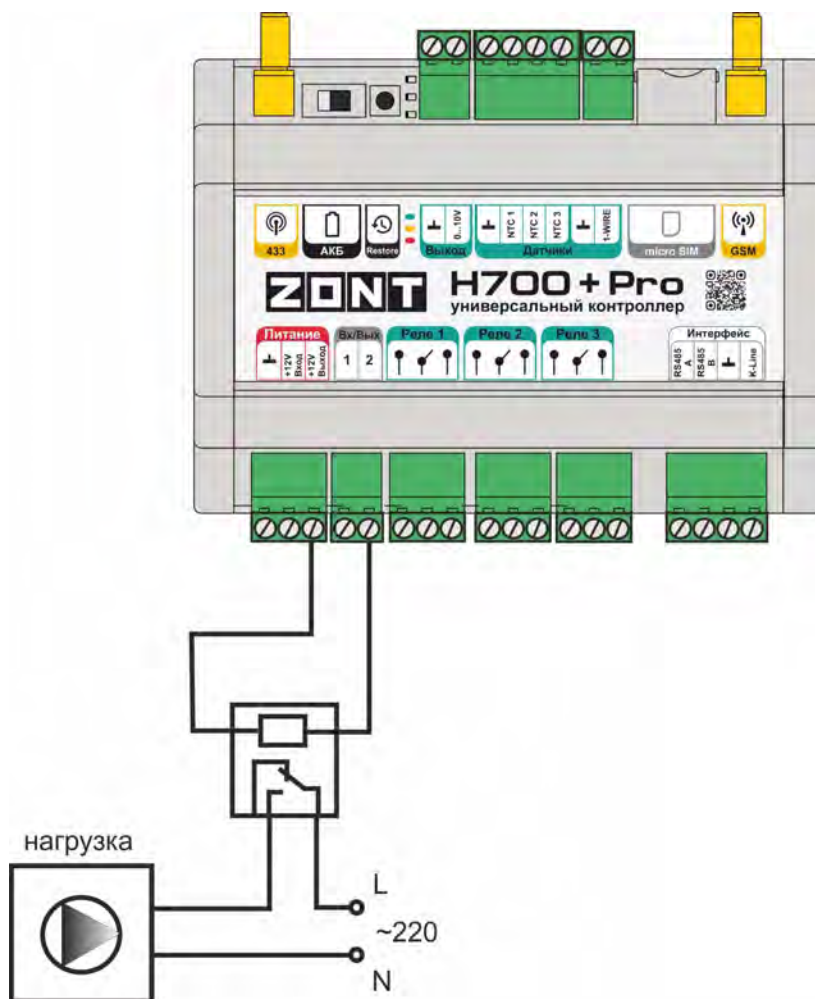 433
АКБ
Restore
Выход
0...10V
Датчики
NTC 1
NTC 2
NTC 3
1-WIRE
micro SIM
GSM
ZONT
H700+Pro
универсальный контроллер
Питание
+12V
Вход
+12V
Выход
Вх/Вых
1 2
Реле 1
Реле 2
Реле 3
Интерфейс
RS485
A
RS485
B
K-Line
нагрузка
L
~220
N